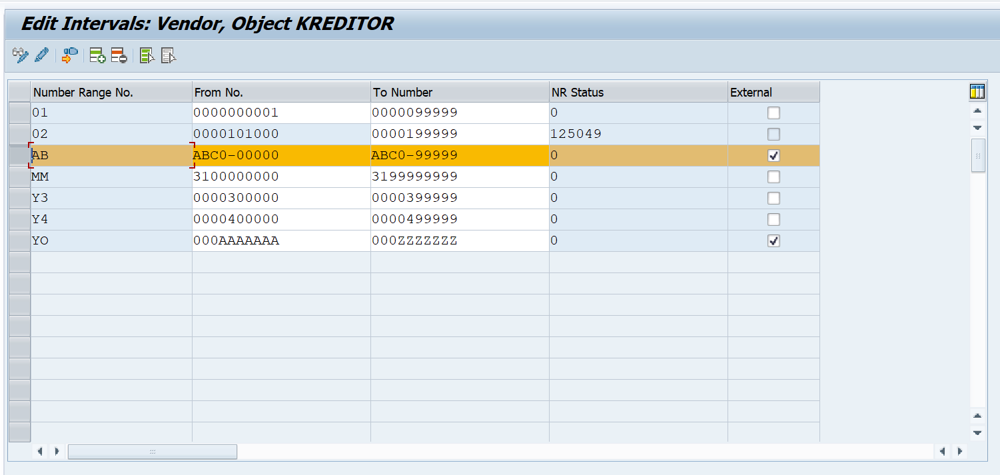 Edit Intervals: Vendor, Object KREDITOR
Number Range No. From No. To Number NR Status External
01 0000000001 0000099999 0
02 0000101000 0000199999 125049
AB ABC0-00000 ABC0-99999 0
MM 3100000000 3199999999 0
Y3 0000300000 0000399999 0
Y4 0000400000 0000499999 0
YO 000AAAAAAA 000ZZZZZZZ 0